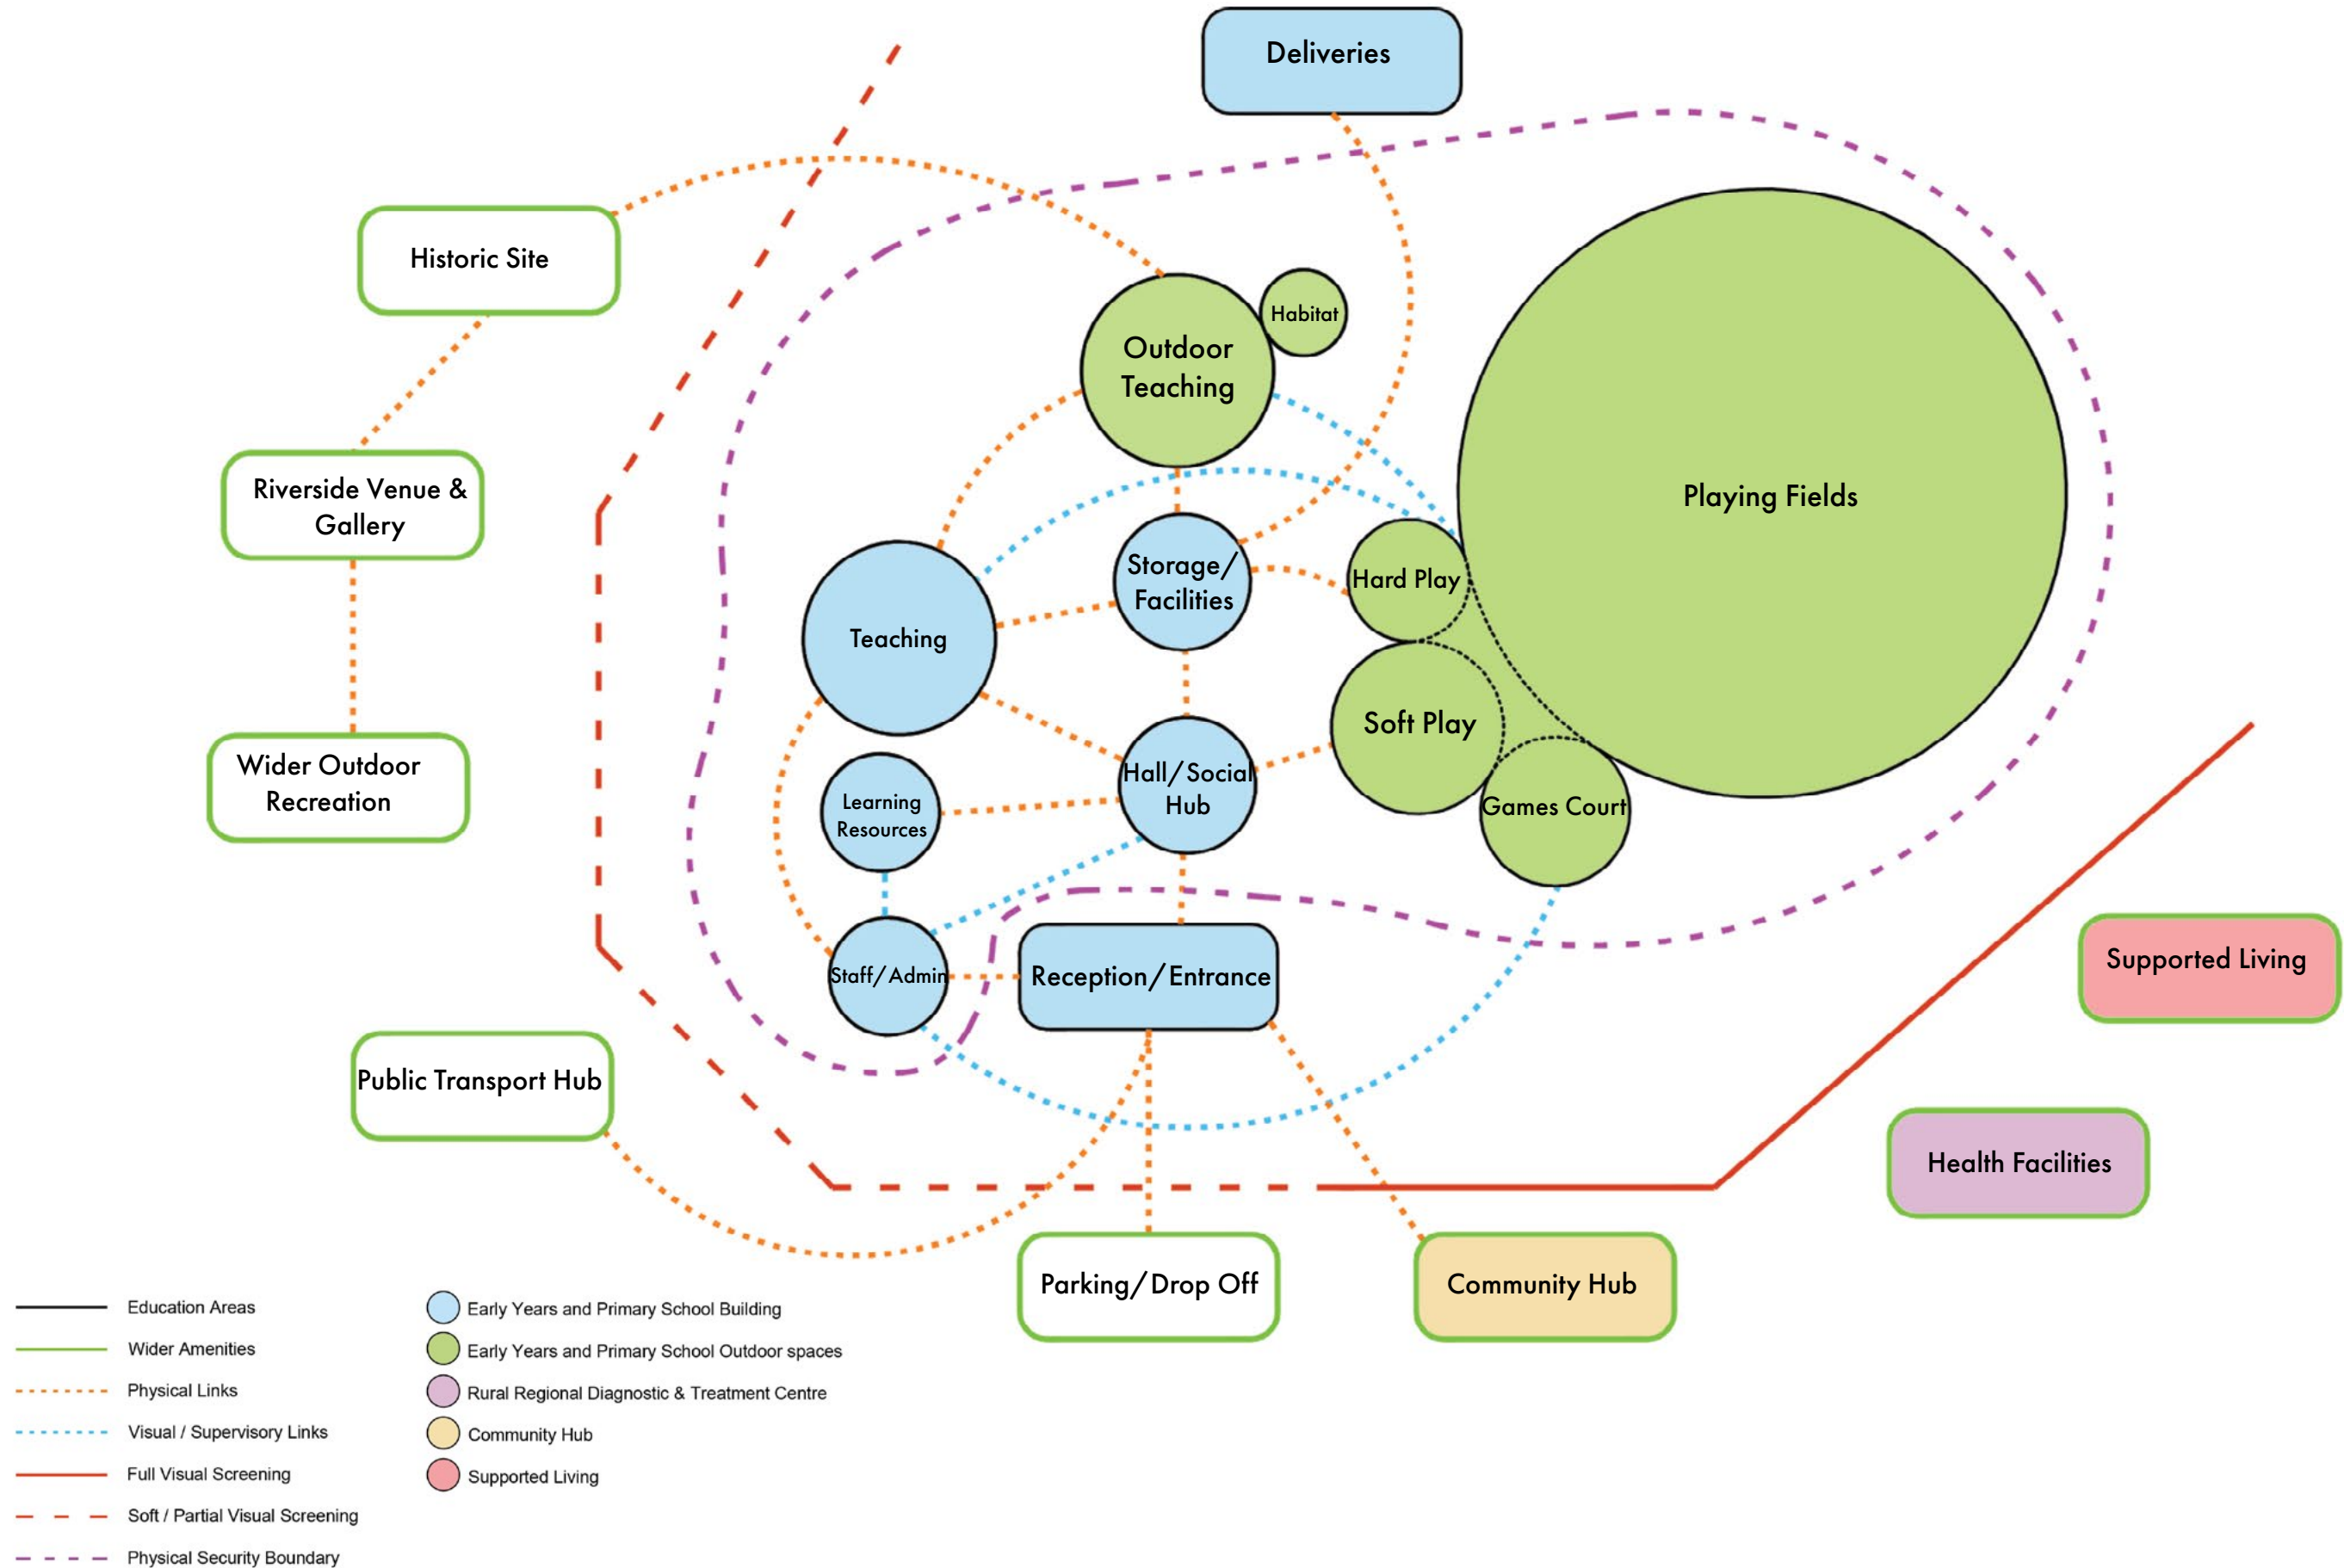 Deliveries
Historic Site
Habitat
Outdoor
Teaching
Riverside Venue &
Gallery
Playing Fields
Storage/
Facilities
Hard Play
Teaching
Soft Play
Wider Outdoor
Recreation
Learning
Resources
Hall/Social
Hub
Games Court
Staff/Admin
Reception/Entrance
Supported Living
Public Transport Hub
Health Facilities
Parking/Drop Off
Community Hub
Education Areas
Wider Amenities
Physical Links
Visual / Supervisory Links
Full Visual Screening
Soft / Partial Visual Screening
Physical Security Boundary
Early Years and Primary School Building
Early Years and Primary School Outdoor spaces
Rural Regional Diagnostic & Treatment Centre
Community Hub
Supported Living